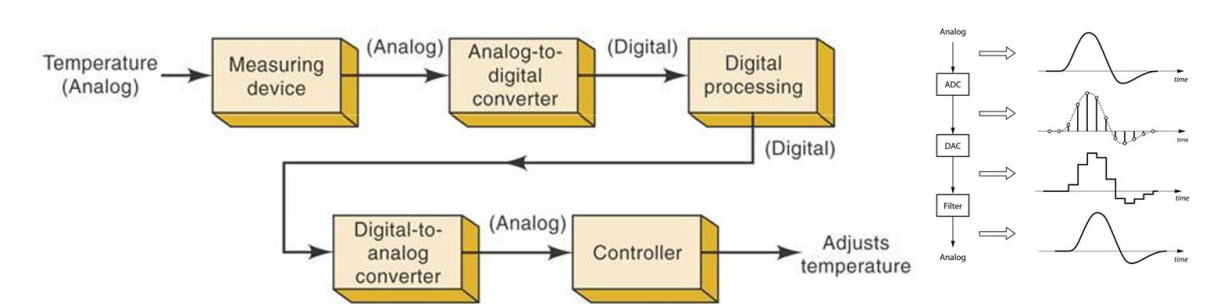 Temperature
(Analog)
Measuring
device
(Analog)
Analog-to-
digital
converter
(Digital)
Digital
processing
(Digital)
Digital-to-
analog
converter
(Analog)
Controller
Adjusts
temperature
Analog
time
ADC
time
DAC
time
Filter
time
Analog